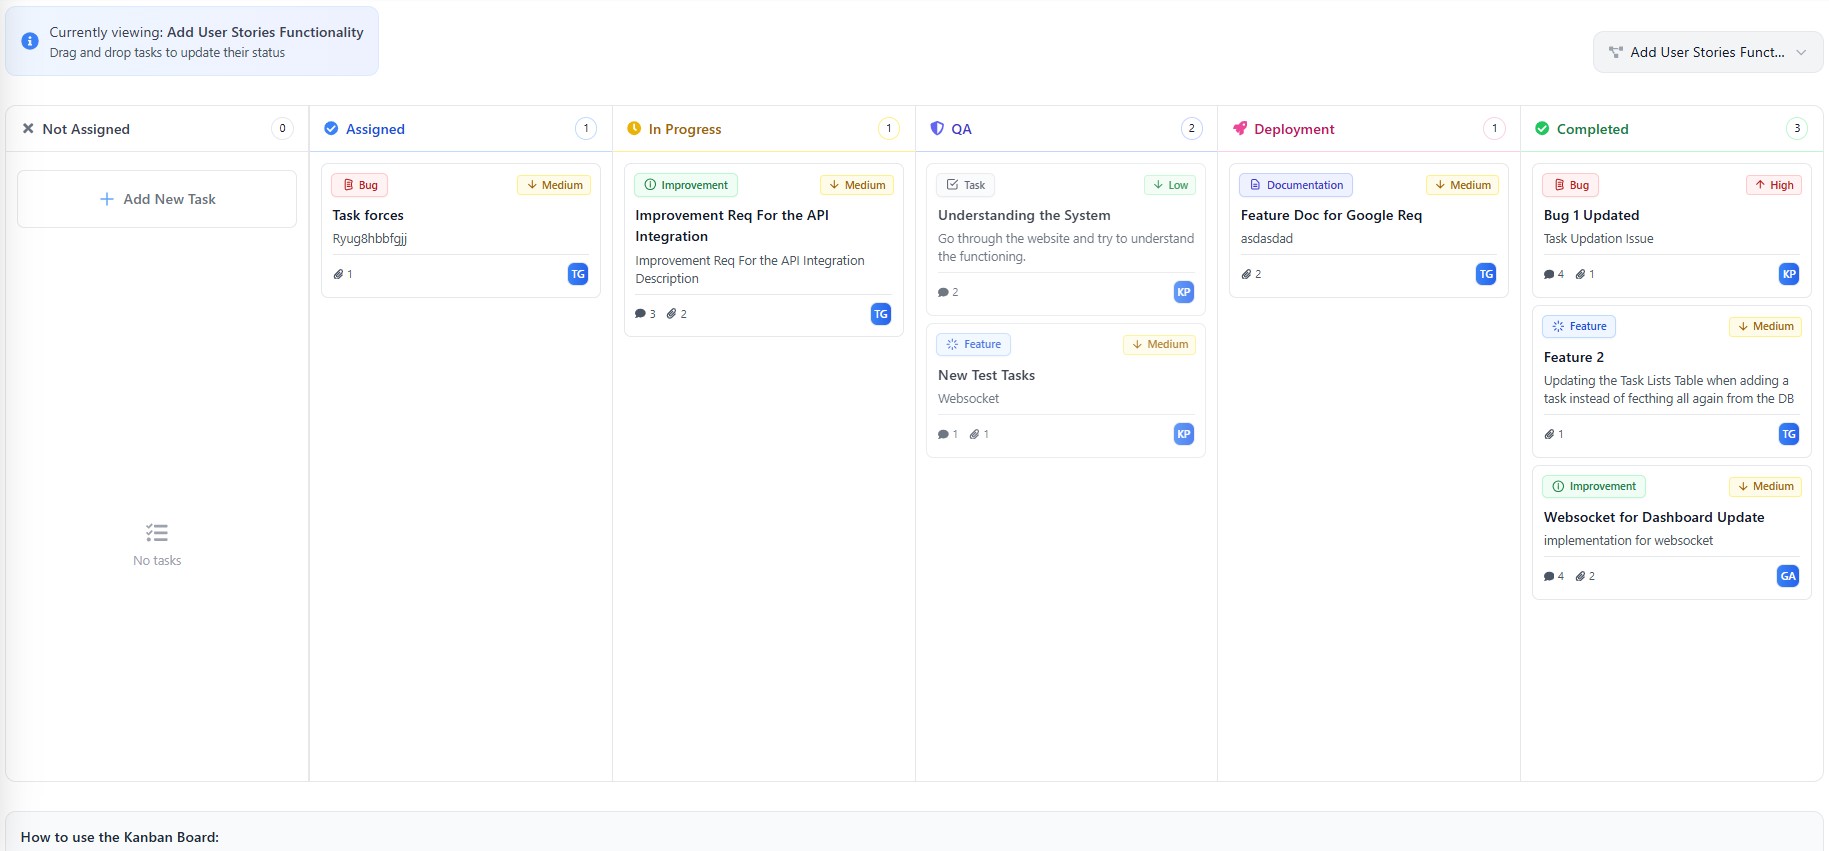 Currently viewing: Add User Stories Functionality
Drag and drop tasks to update their status
Add User Stories Funct...
Not Assigned
0
Add New Task
No tasks
Assigned
1
Bug
Medium
Task forces
Ryug8hbbfgjj
1
TG
In Progress
1
Improvement
Medium
Improvement Req For the API
Integration
Improvement Req For the API Integration
Description
3
2
TG
QA
2
Task
Low
Understanding the System
Go through the website and try to understand
the functioning.
2
KP
Feature
Medium
New Test Tasks
Websocket
1
1
KP
Deployment
1
Documentation
Medium
Feature Doc for Google Req
asdasdad
2
TG
Completed
3
Bug
High
Bug 1 Updated
Task Updation Issue
4
1
KP
Feature
Medium
Feature 2
Updating the Task Lists Table when adding a
task instead of fecthing all again from the DB
1
TG
Improvement
Medium
Websocket for Dashboard Update
implementation for websocket
4
2
GA
How to use the Kanban Board: